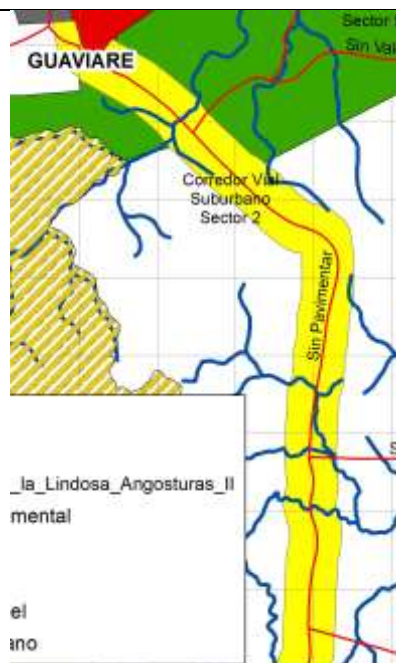 Sector
Sin Va
GUAVIARE
Corredor Vial
Suburbano
Sector 2
Sin Pavimentar
S
_la_Lindosa_Angosturas_II
mental
el
ano